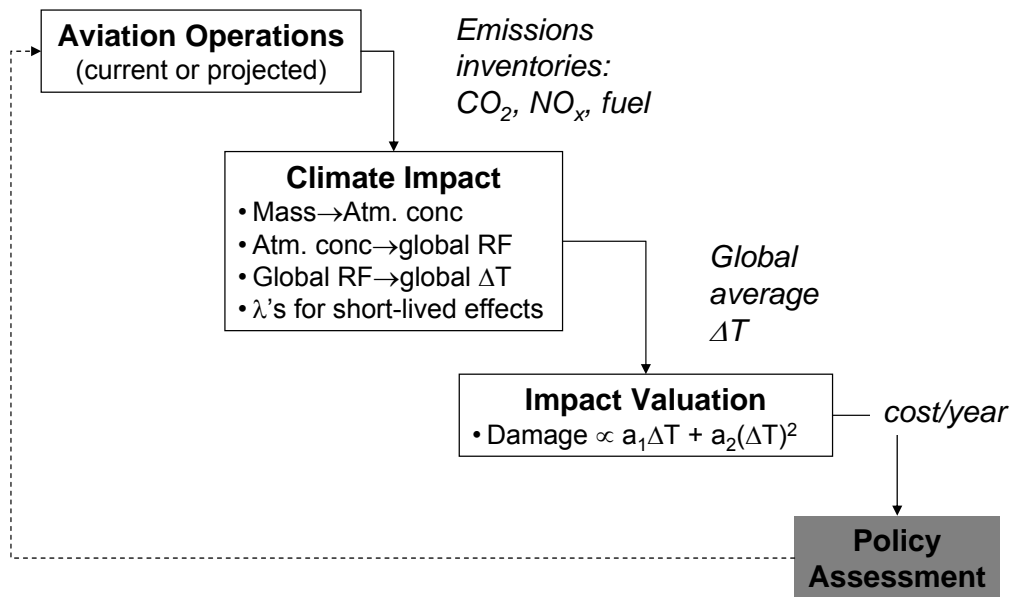 Aviation Operations
(current or projected)
Emissions
inventories:
CO₂, NOₓ, fuel
Climate Impact
• Mass→Atm. conc
• Atm. conc→global RF
• Global RF→global ΔT
• λ's for short-lived effects
Global
average
ΔT
Impact Valuation
• Damage ∝ a₁ΔT + a₂(ΔT)²
cost/year
Policy
Assessment